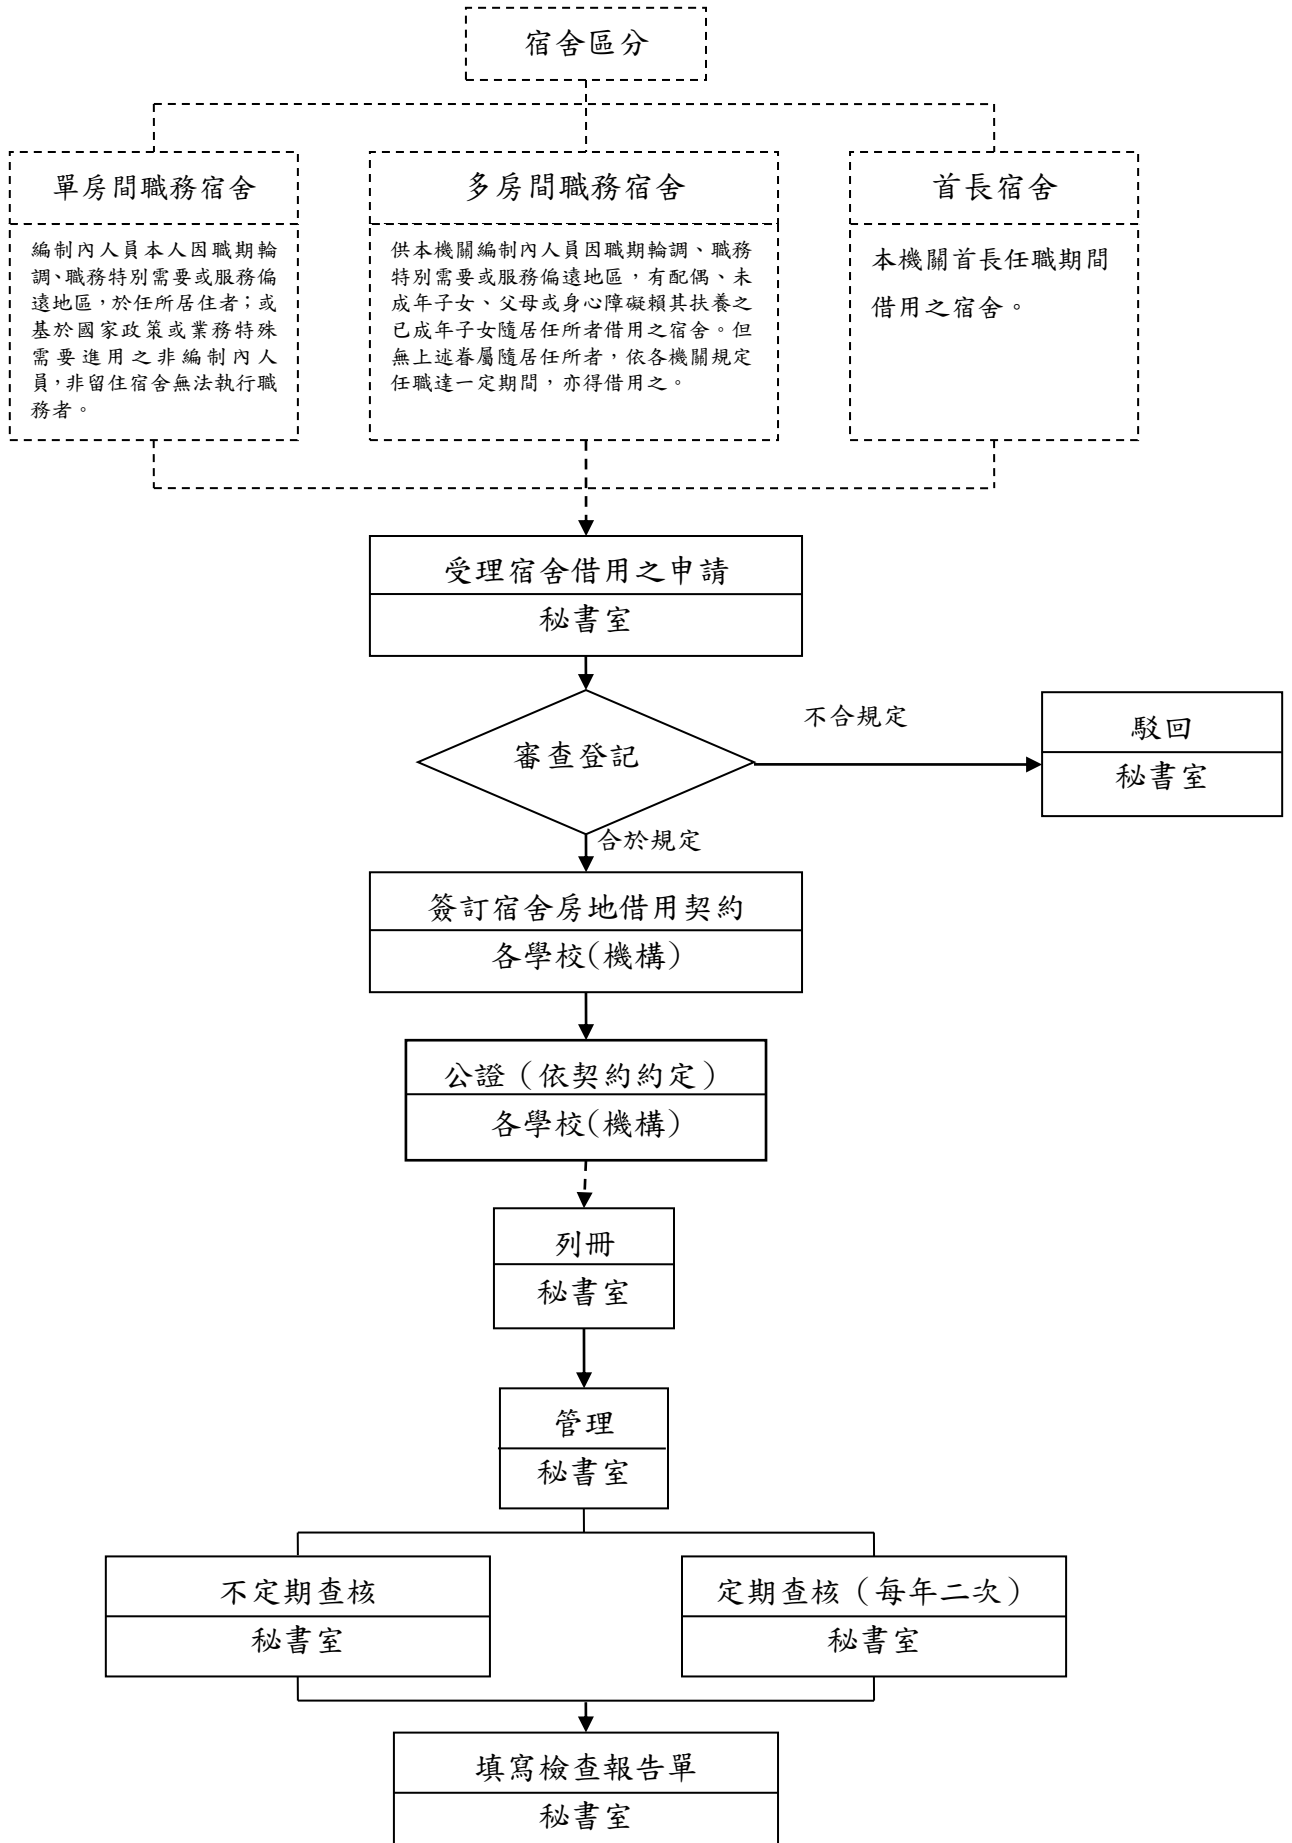 宿舍區分
單房間職務宿舍
編制內人員本人因職期輪
調、職務特別需要或服務偏
遠地區，於任所居住者；或
基於國家政策或業務特殊
需要進用之非編制內人
員，非留住宿舍無法執行職
務者。
多房間職務宿舍
供本機關編制內人員因職期輪調、職務
特別需要或服務偏遠地區，有配偶、未
成年子女、父母或身心障礙賴其扶養之
已成年子女隨居任所者借用之宿舍。但
無上述眷屬隨居任所者，依各機關規定
任職達一定期間，亦得借用之。
首長宿舍
本機關首長任職期間
借用之宿舍。
受理宿舍借用之申請
秘書室
審查登記
不合規定
駁回
秘書室
合於規定
簽訂宿舍房地借用契約
各學校(機構)
公證（依契約約定）
各學校(機構)
列冊
秘書室
管理
秘書室
不定期查核
秘書室
定期查核（每年二次）
秘書室
填寫檢查報告單
秘書室